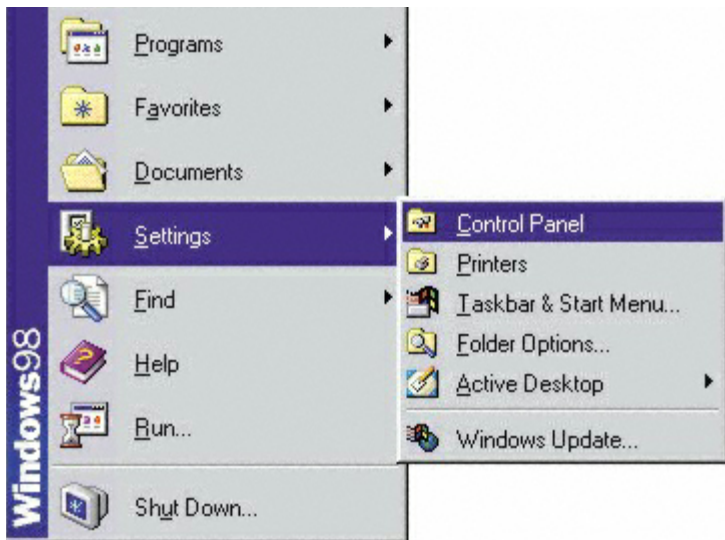 Programs
Favorites
Documents
Settings
Find
Help
Run...
Shut Down...
Windows98
Control Panel
Printers
Taskbar & Start Menu...
Folder Options...
Active Desktop
Windows Update...